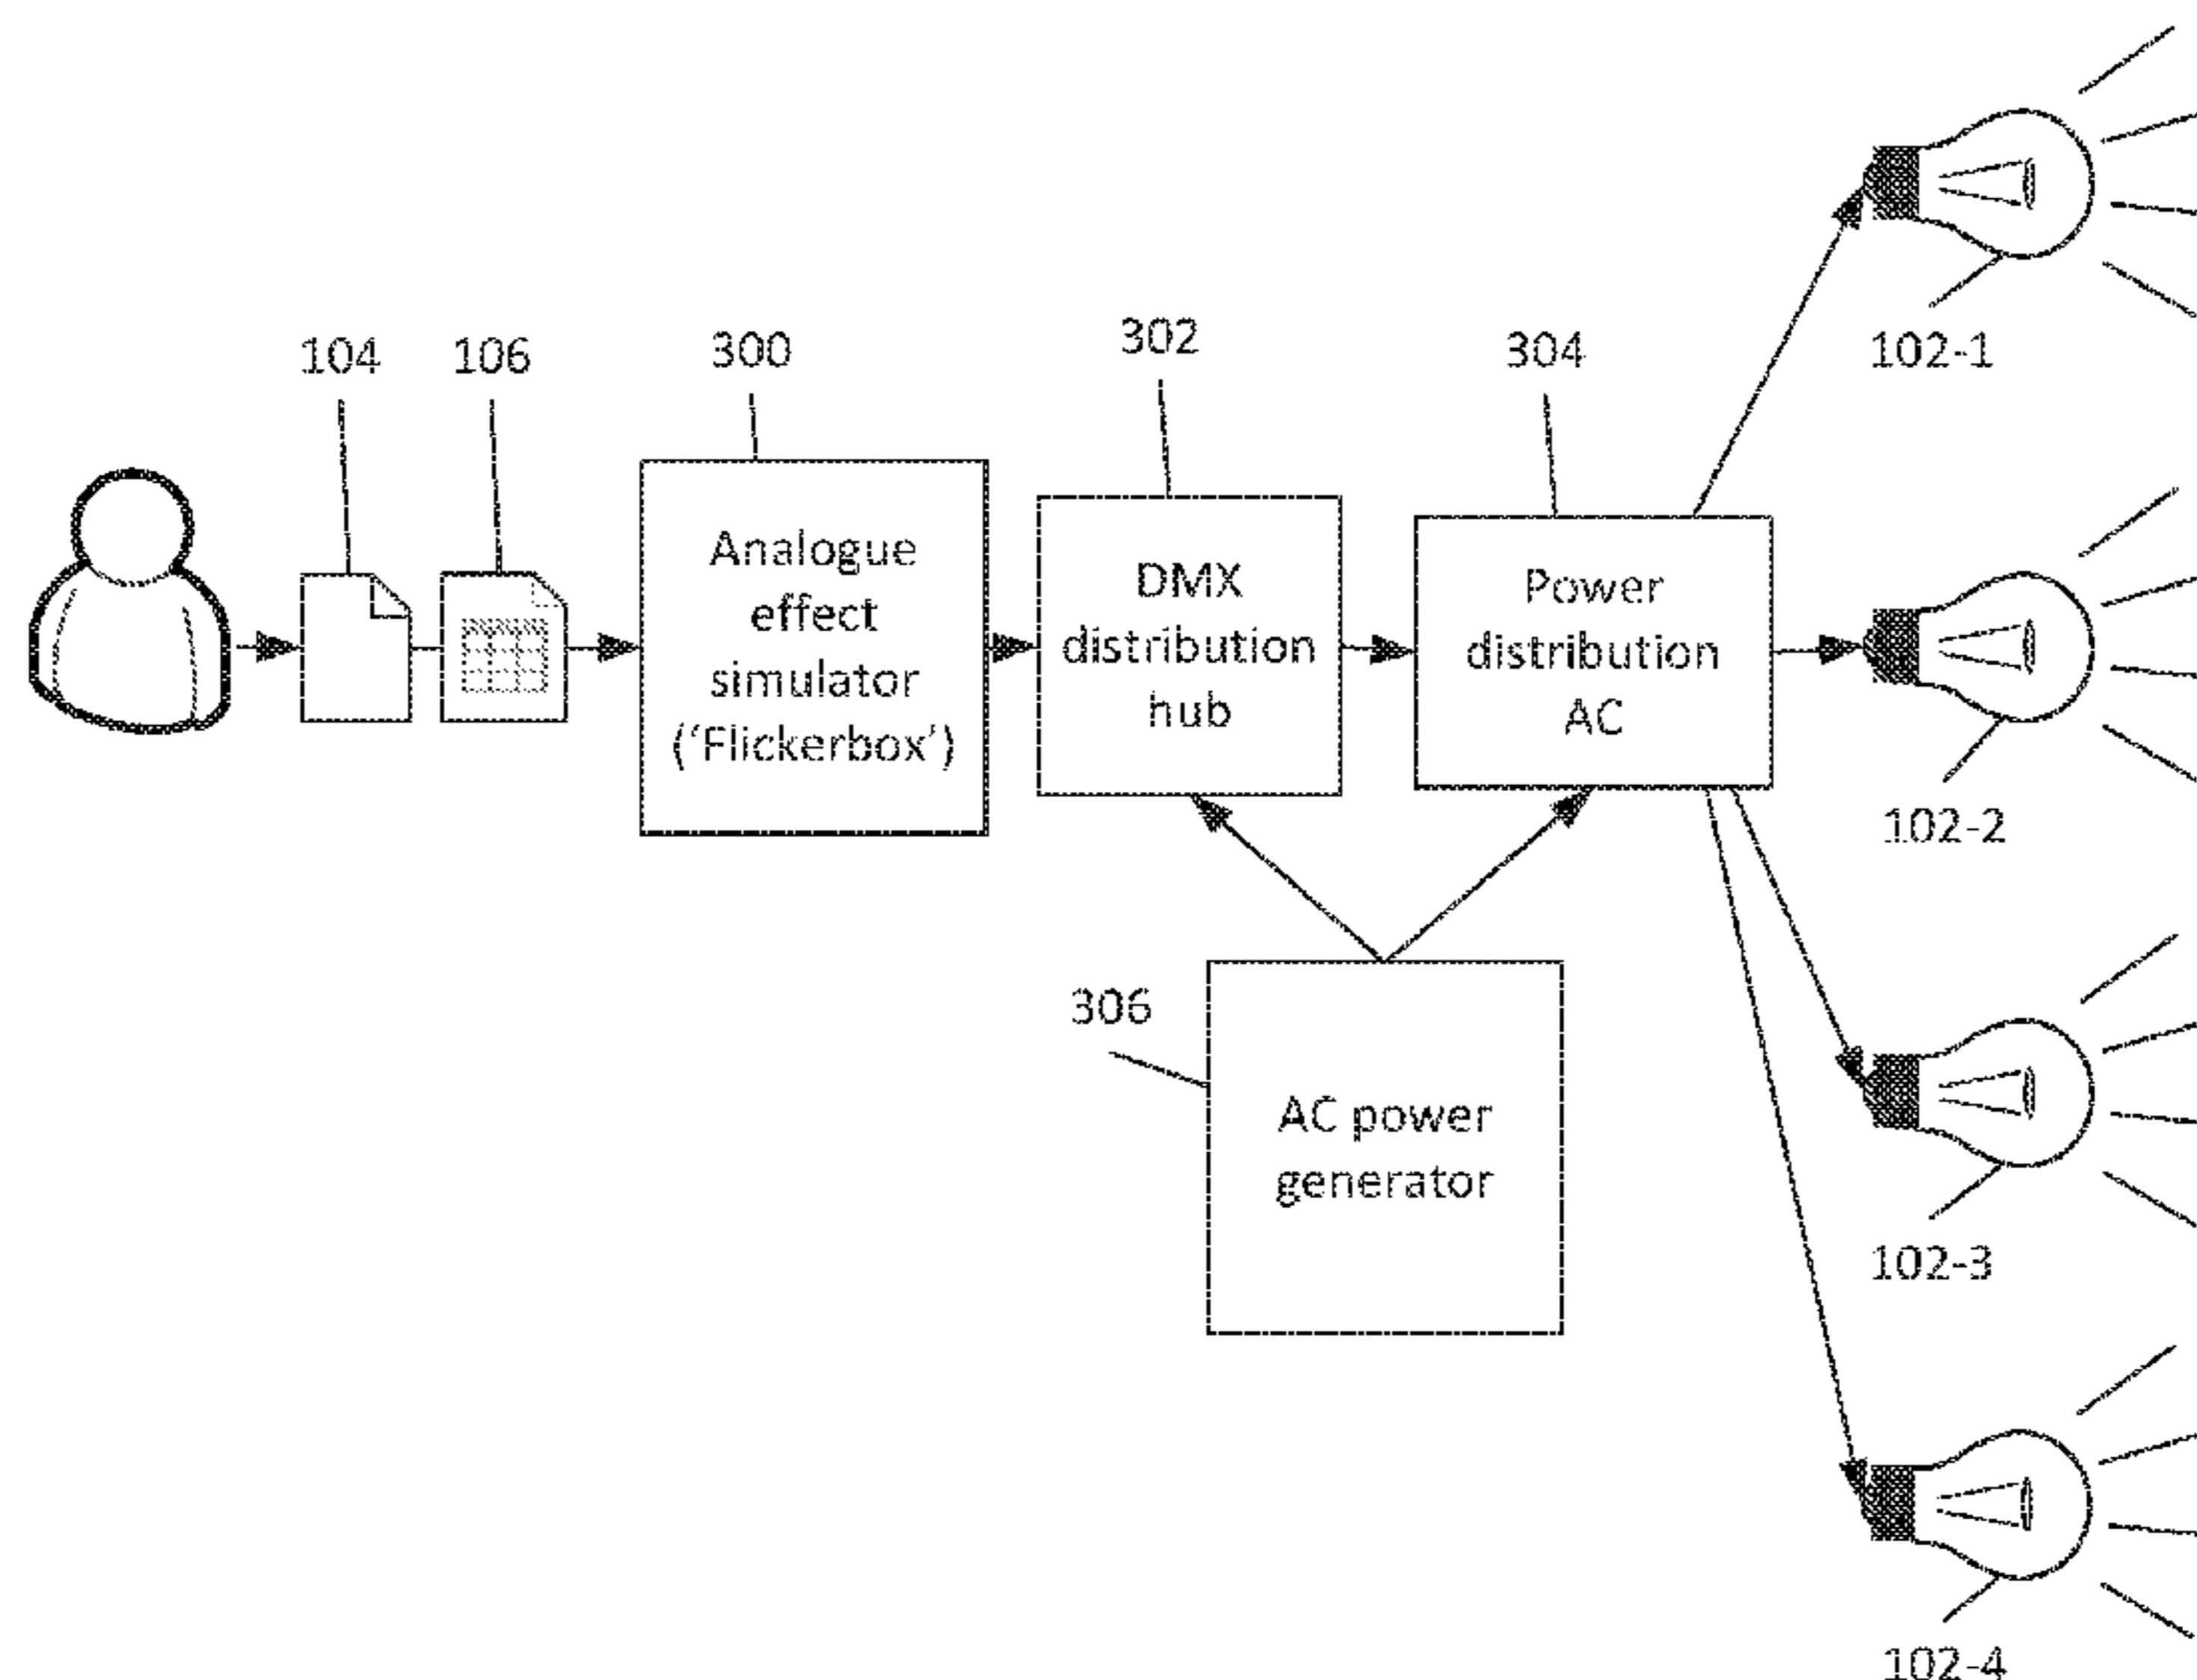 104
106
300
302
304
102-1
Analogue
effect
simulator
('Flickerbox')
DMX
distribution
hub
Power
distribution
AC
102-2
306
AC power
generator
102-3
102-4